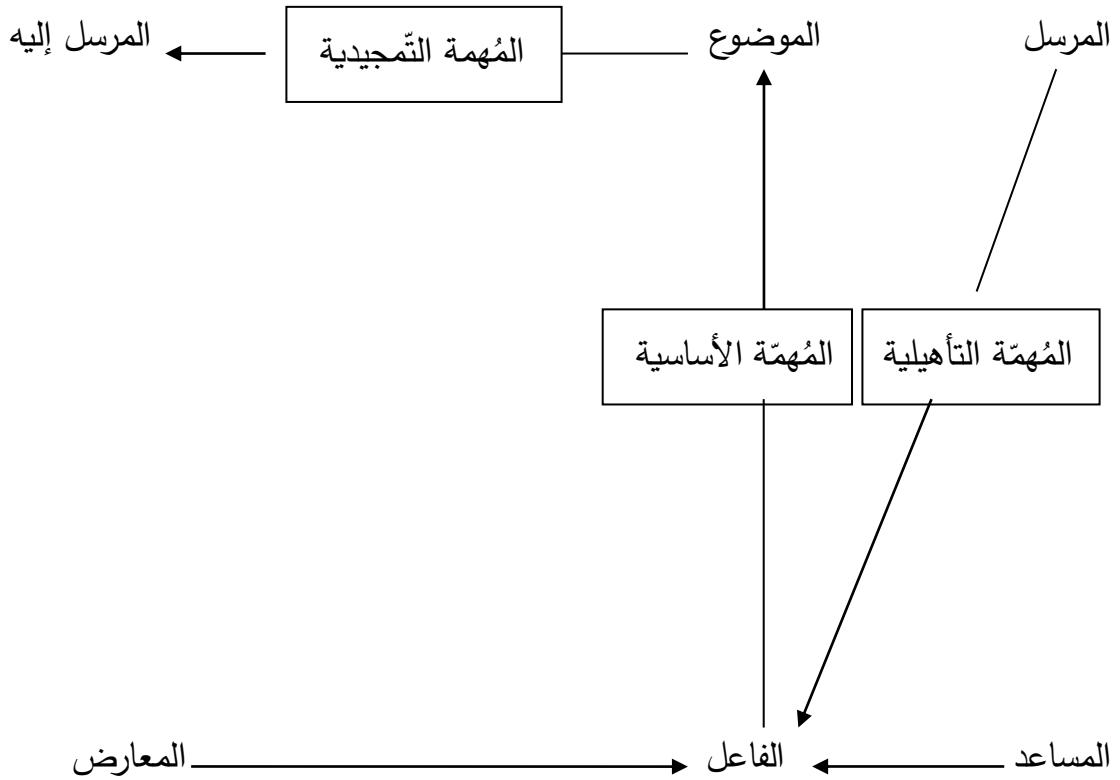 المرسل
الموضوع
المُهمة التّمجيدية
المرسل إليه
المُهمّة التأهيلية
المُهمّة الأساسية
المساعد
الفاعل
المعارض